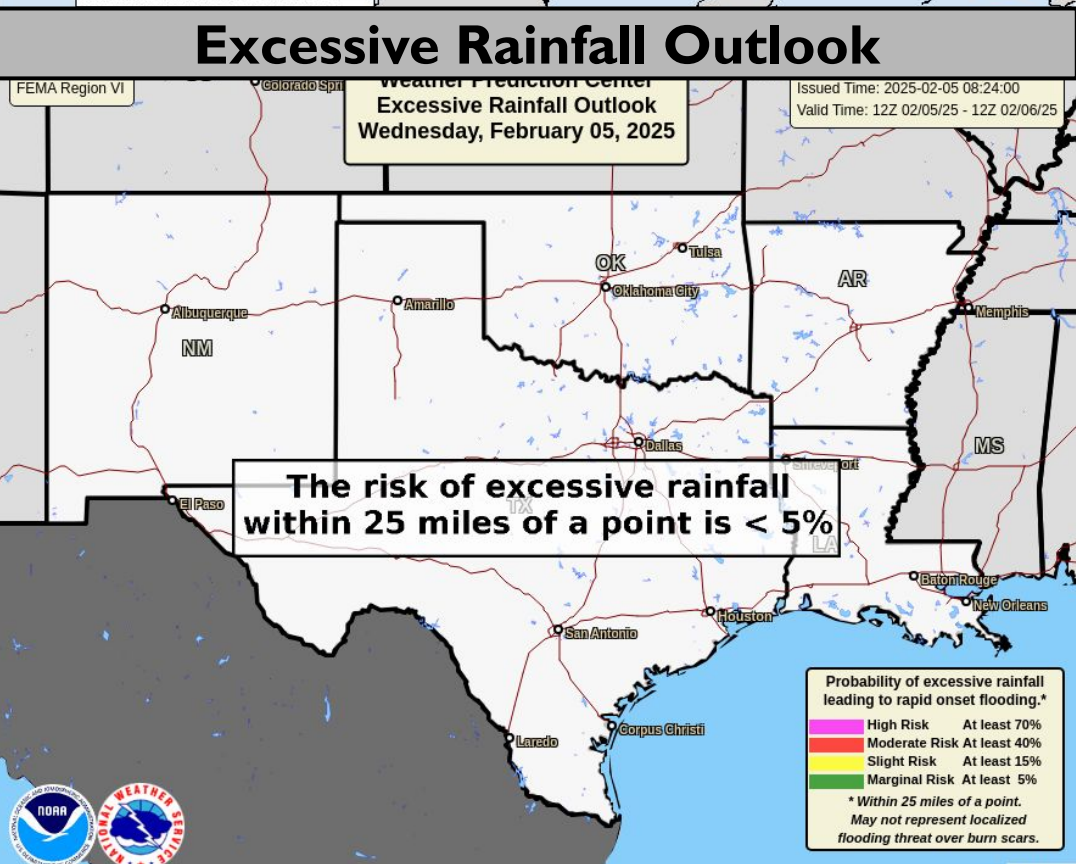 Excessive Rainfall Outlook
FEMA Region VI
Colorado Spri
Weather Prediction Center
Excessive Rainfall Outlook
Wednesday, February 05, 2025
Issued Time: 2025-02-05 08:24:00
Valid Time: 12Z 02/05/25 - 12Z 02/06/25
Tulsa
OK
Oklahoma City
AR
Amarillo
Albuquerque
Memphis
NM
Dallas
MS
Shreveport
The risk of excessive rainfall
within 25 miles of a point is < 5%
El Paso
TX
LA
Baton Rouge
New Orleans
Houston
San Antonio
Corpus Christi
Laredo
Probability of excessive rainfall
leading to rapid onset flooding.*
High Risk At least 70%
Moderate Risk At least 40%
Slight Risk At least 15%
Marginal Risk At least 5%
* Within 25 miles of a point.
May not represent localized
flooding threat over burn scars.
NOAA
NATIONAL WEATHER SERVICE